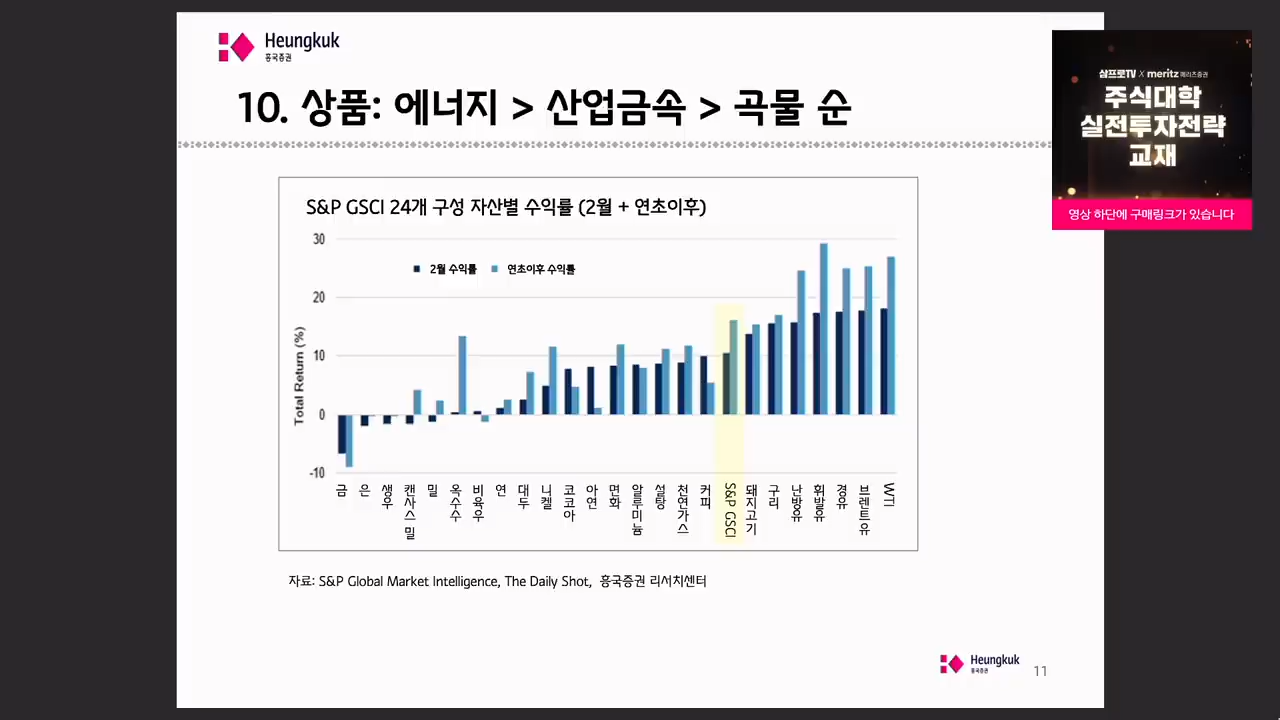 Heungkuk
흥국증권
10. 상품: 에너지 > 산업금속 > 곡물 순
삼프로TV X meritz 메리츠증권
주식대학
실전투자전략
교재
영상 하단에 구매링크가 있습니다
S&P GSCI 24개 구성 자산별 수익률 (2월 + 연초이후)
30
2월 수익률
연초이후 수익률
20
10
0
-10
Total Return (%)
금
은
생우
캔사스밀
밀
옥수수
비육우
연
대두
니켈
코코아
아연
면화
알루미늄
설탕
천연가스
커피
S&P GSCI
돼지고기
구리
난방유
휘발유
경유
브렌트유
WTI
자료: S&P Global Market Intelligence, The Daily Shot, 흥국증권 리서치센터
Heungkuk
흥국증권
11